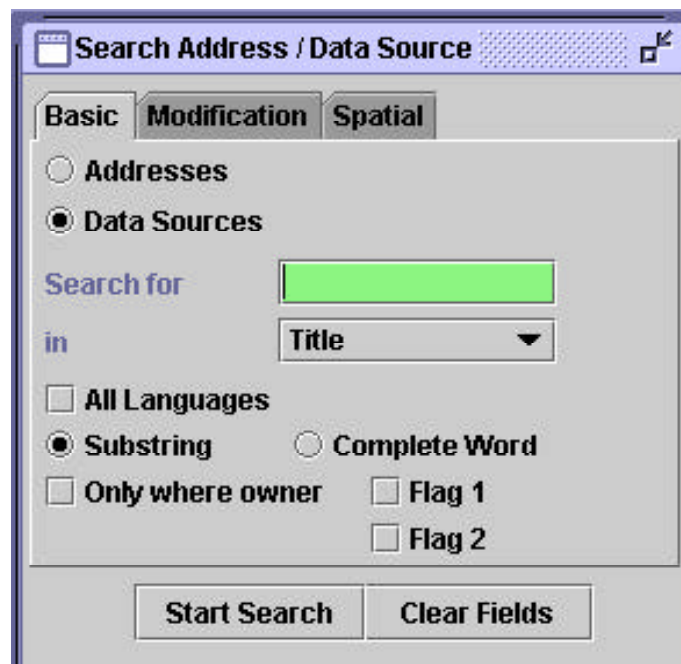 Search Address / Data Source
Basic Modification Spatial
Addresses
Data Sources
Search for
in Title
All Languages
Substring Complete Word
Only where owner Flag 1
Flag 2
Start Search Clear Fields